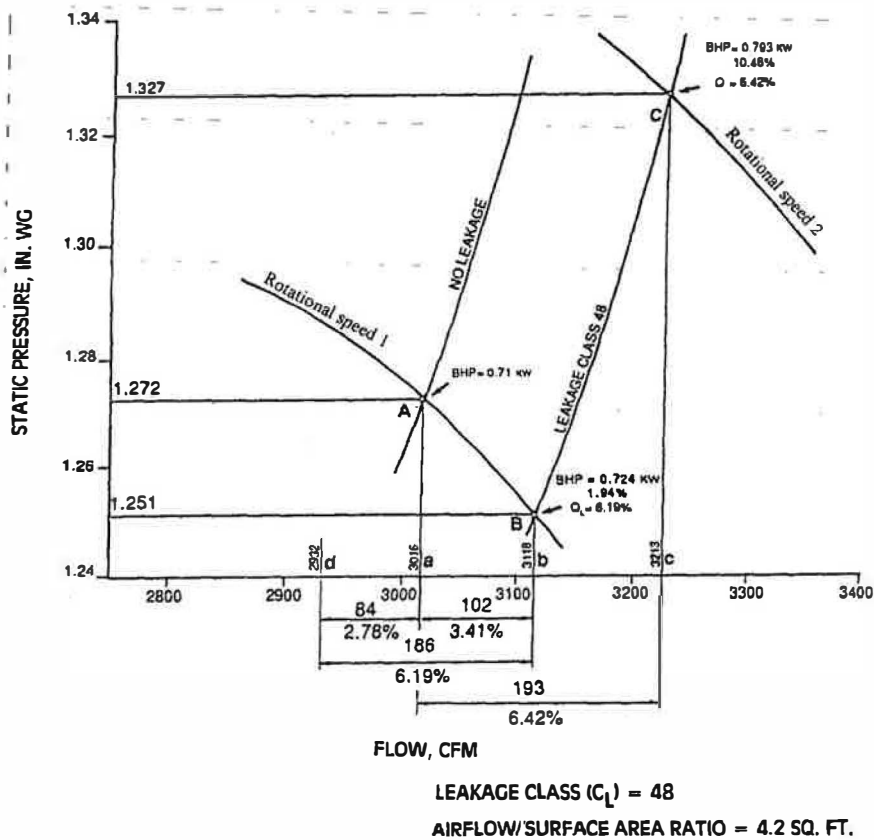 1.34
BHP = 0.793 KW
10.46%
Q = 6.42%
1.327
C
1.32
STATIC PRESSURE, IN. WG
NO LEAKAGE
Rotational speed 2
1.30
Rotational speed 1
LEAKAGE CLASS 48
1.28
BHP = 0.71 KW
1.272
A
1.26
BHP = 0.724 KW
1.94%
QL = 6.19%
1.251
B
2932
d
3016
a
3118
b
3213
c
1.24
2800
2900
3000
3100
3200
3300
3400
84
102
2.78%
3.41%
186
6.19%
193
6.42%
FLOW, CFM
LEAKAGE CLASS (CL) = 48
AIRFLOW/SURFACE AREA RATIO = 4.2 SQ. FT.